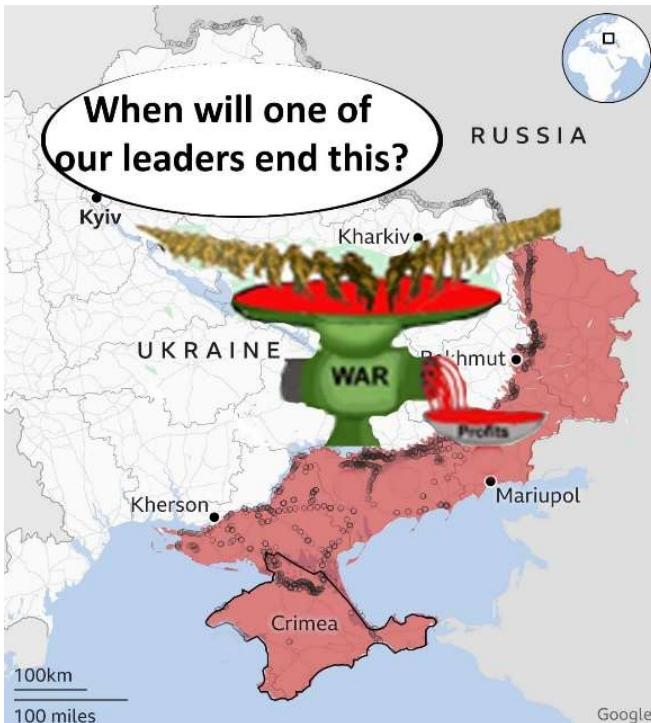 When will one of
our leaders end this?
RUSSIA
Kyiv
Kharkiv
UKRAINE
Bakhmut
WAR
Profits
Kherson
Mariupol
Crimea
100km
100 miles
Google